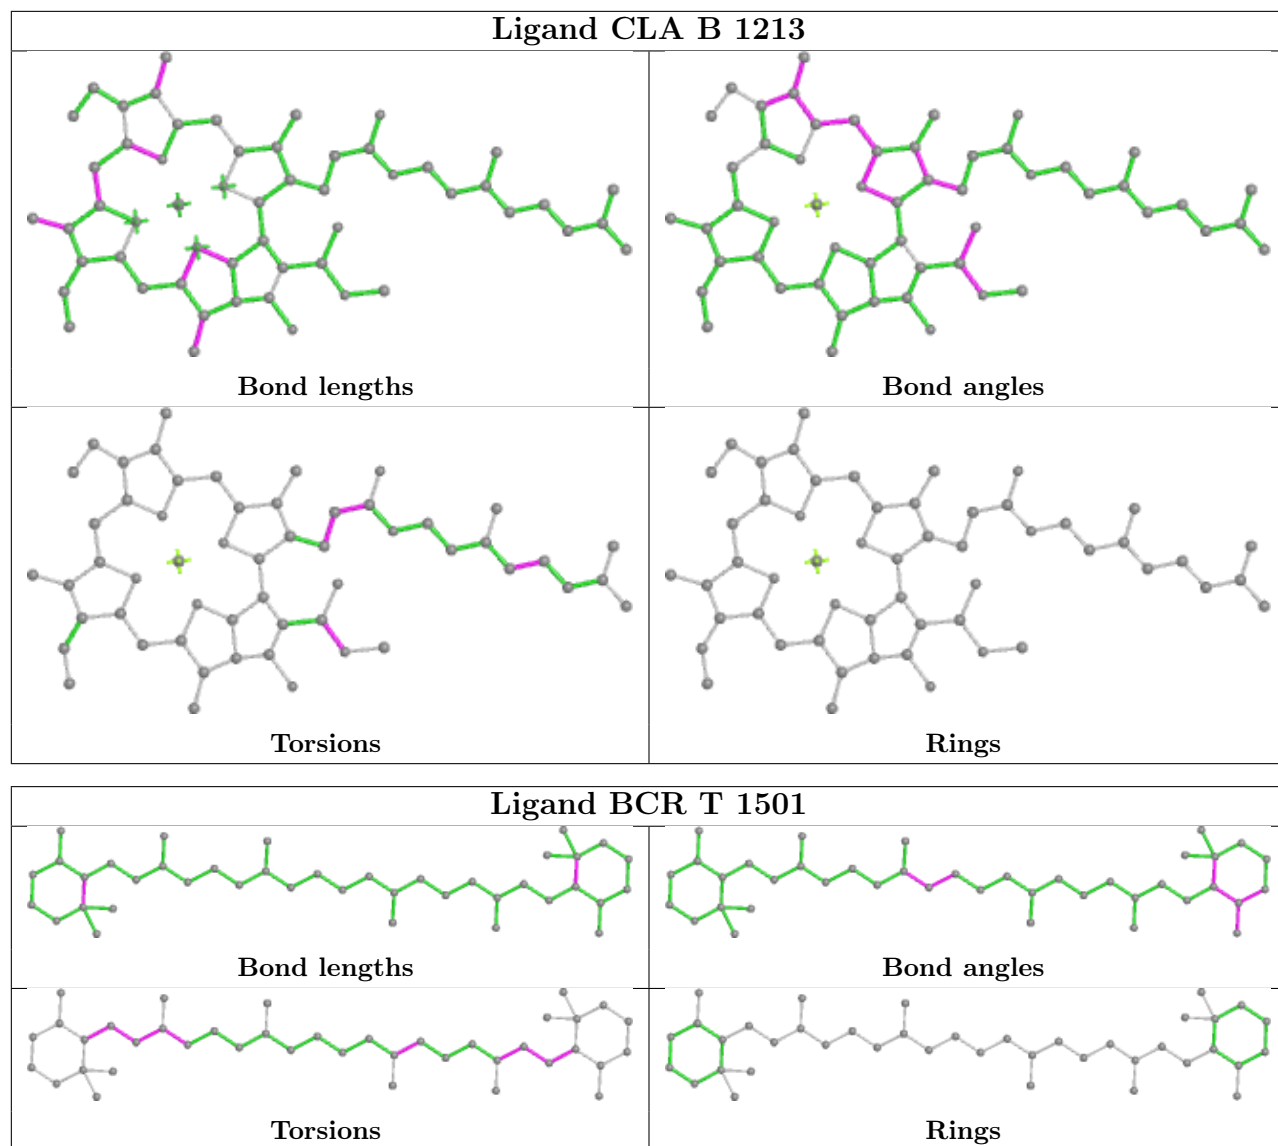 Ligand CLA B 1213
Bond lengths
Bond angles
Torsions
Rings
Ligand BCR T 1501
Bond lengths
Bond angles
Torsions
Rings